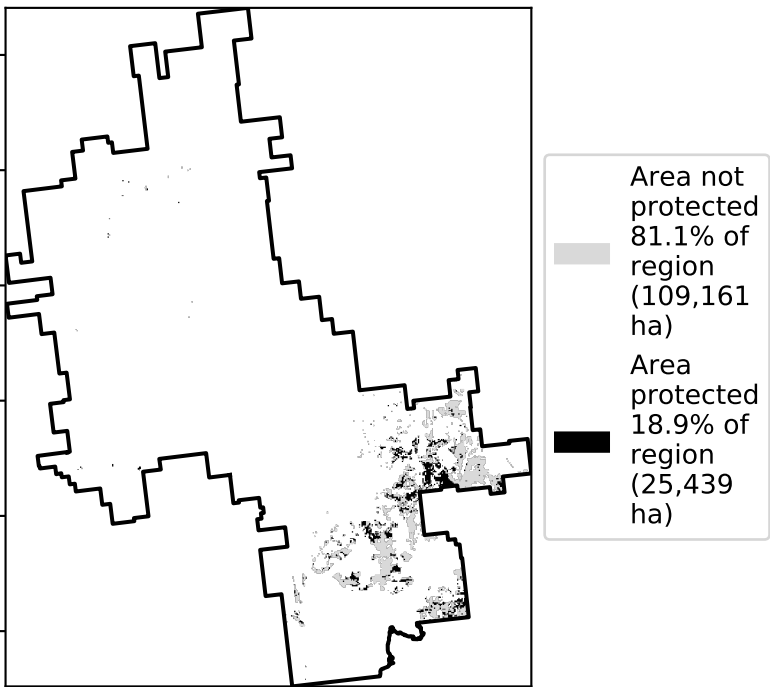 Area not
protected
81.1% of
region
(109,161
ha)
Area
protected
18.9% of
region
(25,439
ha)